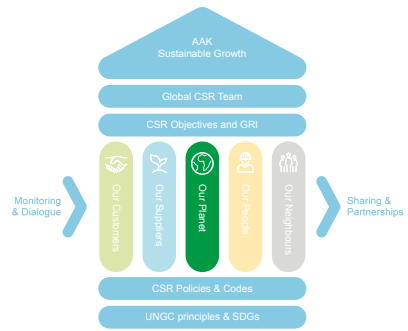 AAK
Sustainable Growth
Global CSR Team
CSR Objectives and GRI
Our Customers
Our Suppliers
Our Planet
Our People
Our Neighbours
Monitoring
& Dialogue
Sharing &
Partnerships
CSR Policies & Codes
UNGC principles & SDGs